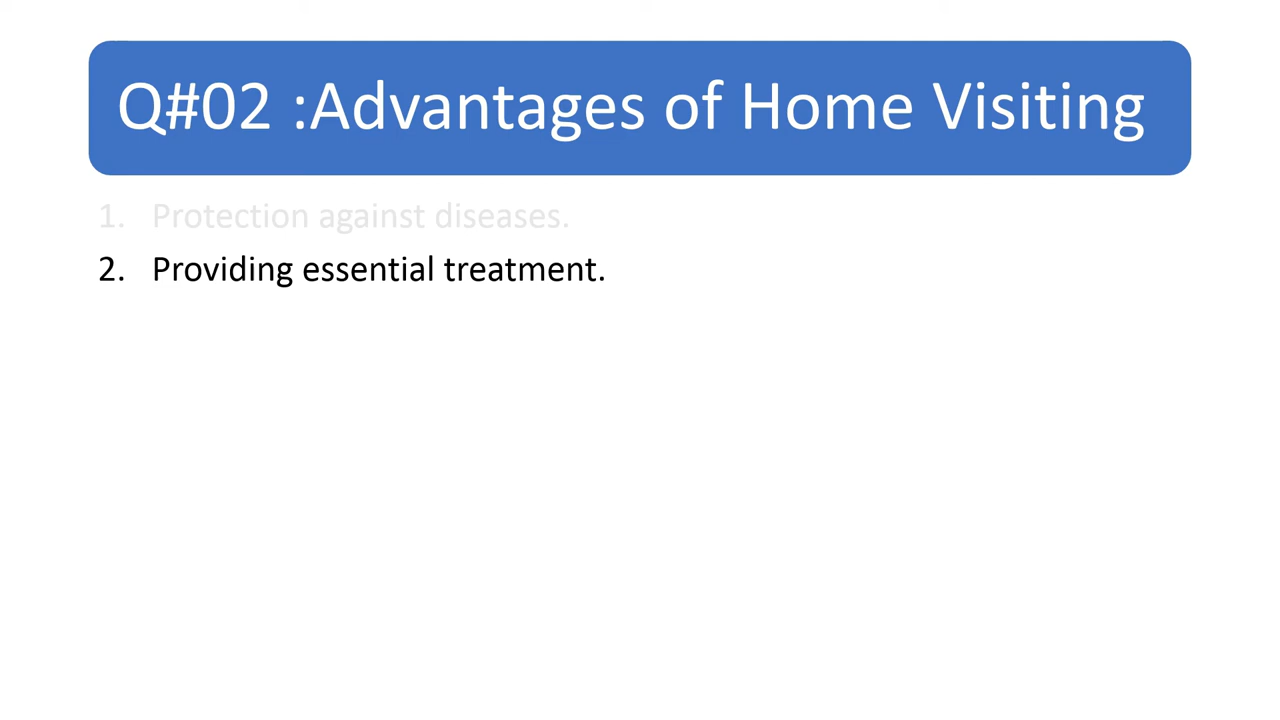 Q#02 :Advantages of Home Visiting
1. Protection against diseases.
2. Providing essential treatment.